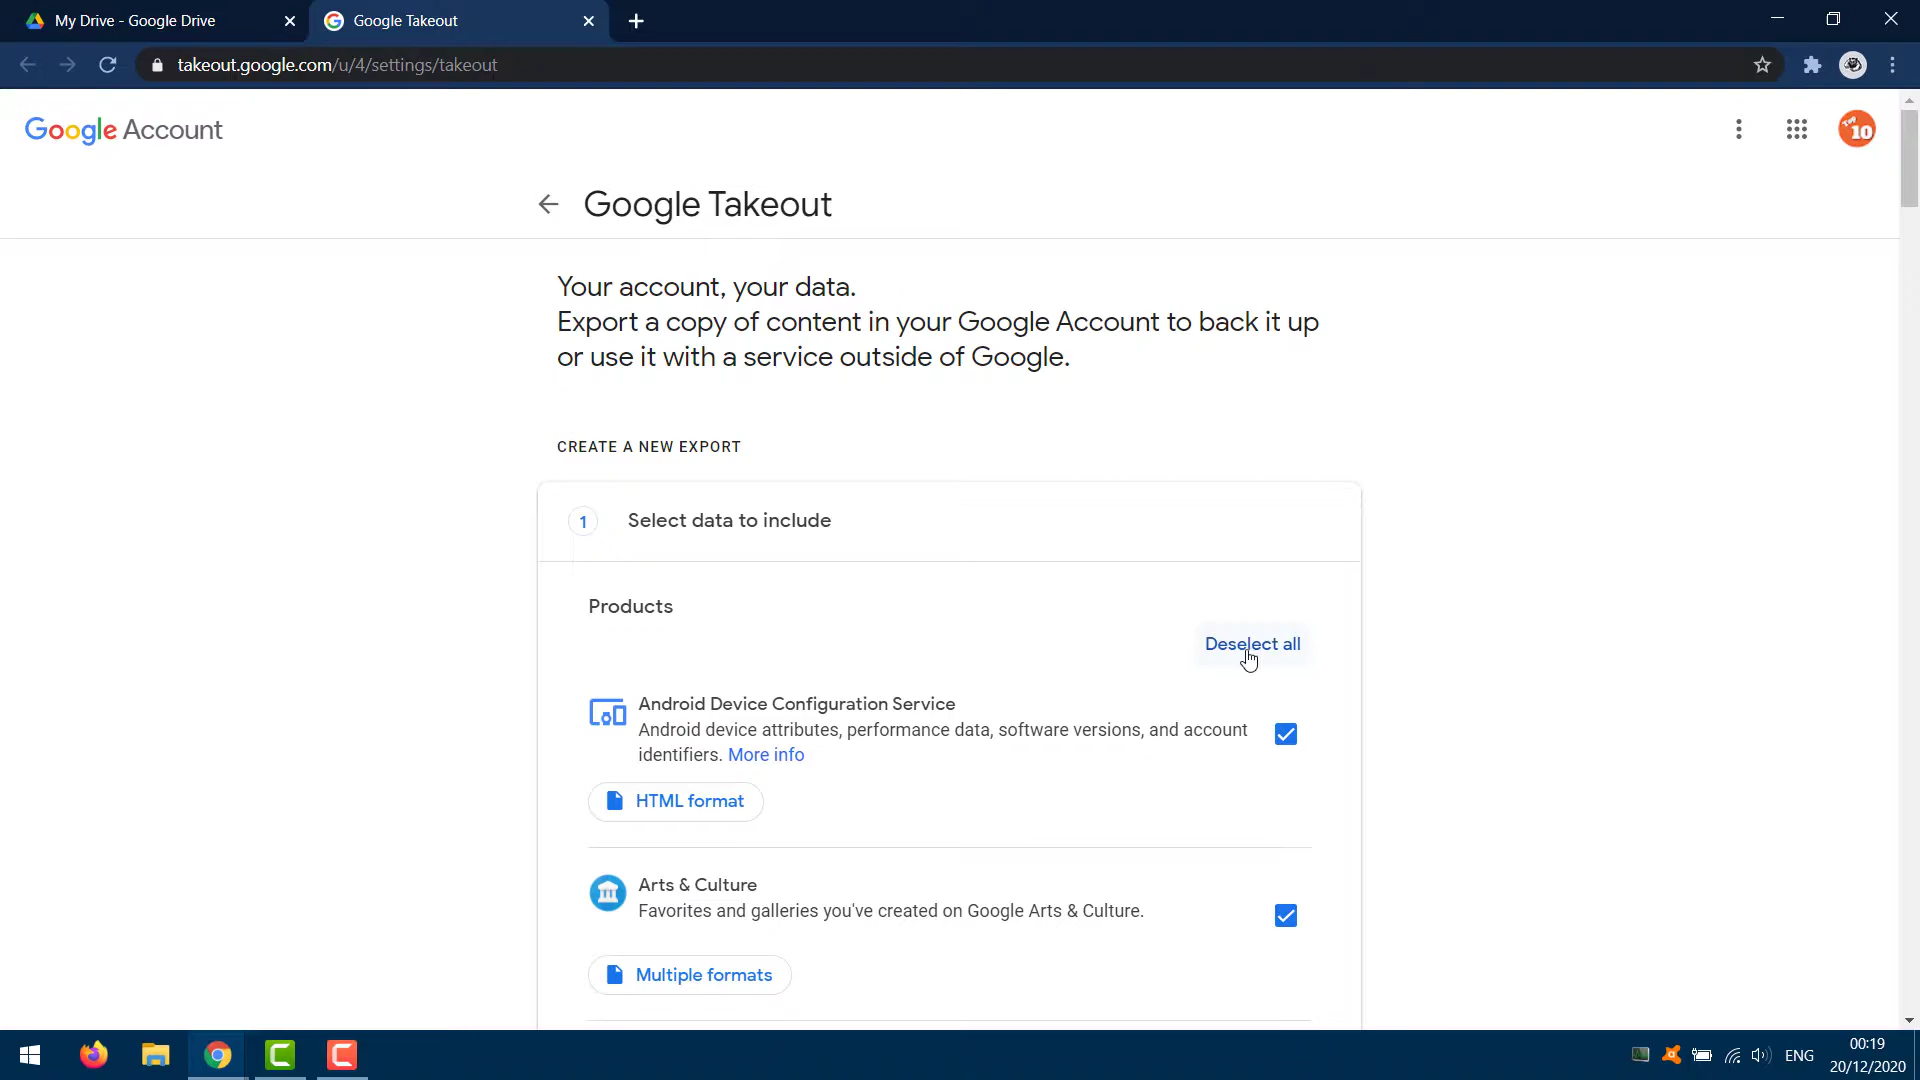 My Drive - Google Drive
Google Takeout
takeout.google.com/u/4/settings/takeout
Google Account
Top 10
Google Takeout
Your account, your data.
Export a copy of content in your Google Account to back it up
or use it with a service outside of Google.
CREATE A NEW EXPORT
1 Select data to include
Products
Deselect all
Android Device Configuration Service
Android device attributes, performance data, software versions, and account
identifiers. More info
HTML format
Arts & Culture
Favorites and galleries you've created on Google Arts & Culture.
Multiple formats
ENG
00:19
20/12/2020